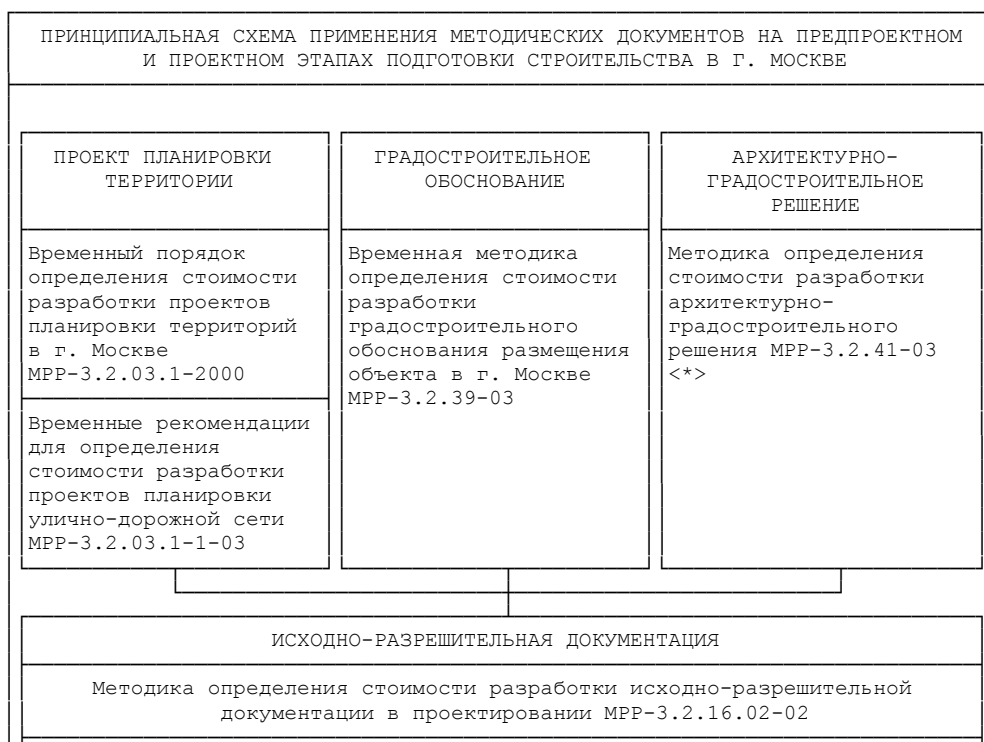 ПРИНЦИПИАЛЬНАЯ СХЕМА ПРИМЕНЕНИЯ МЕТОДИЧЕСКИХ ДОКУМЕНТОВ НА ПРЕДПРОЕКТНОМ
И ПРОЕКТНОМ ЭТАПАХ ПОДГОТОВКИ СТРОИТЕЛЬСТВА В Г. МОСКВЕ
ПРОЕКТ ПЛАНИРОВКИ
ТЕРРИТОРИИ
Временный порядок
определения стоимости
разработки проектов
планировки территорий
в г. Москве
МРР-3.2.03.1-2000
Временные рекомендации
для определения
стоимости разработки
проектов планировки
улично-дорожной сети
МРР-3.2.03.1-1-03
ГРАДОСТРОИТЕЛЬНОЕ
ОБОСНОВАНИЕ
Временная методика
определения стоимости
разработки
градостроительного
обоснования размещения
объекта в г. Москве
МРР-3.2.39-03
АРХИТЕКТУРНО-
ГРАДОСТРОИТЕЛЬНОЕ
РЕШЕНИЕ
Методика определения
стоимости разработки
архитектурно-
градостроительного
решения МРР-3.2.41-03
<*>
ИСХОДНО-РАЗРЕШИТЕЛЬНАЯ ДОКУМЕНТАЦИЯ
Методика определения стоимости разработки исходно-разрешительной
документации в проектировании МРР-3.2.16.02-02